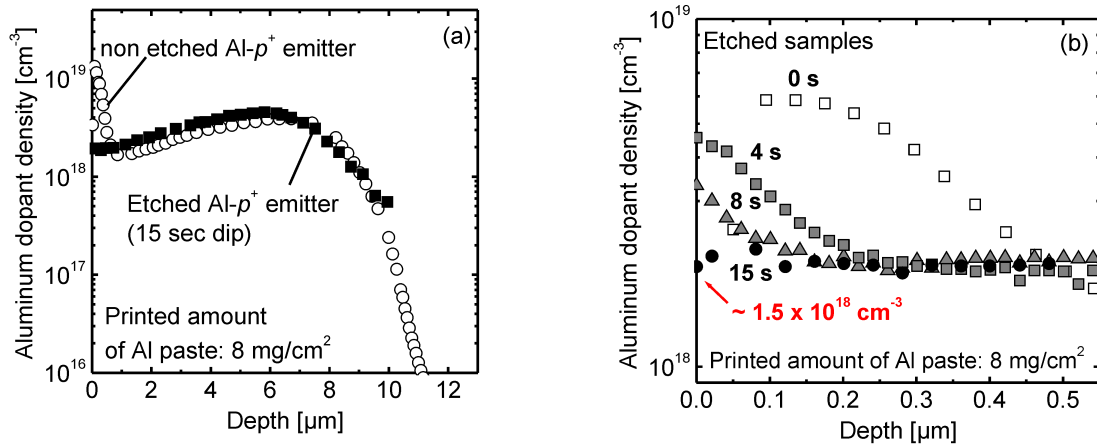 (a)
non etched Al-p⁺ emitter
Etched Al-p⁺ emitter
(15 sec dip)
Printed amount
of Al paste: 8 mg/cm²
Aluminum dopant density [cm⁻³]
10¹⁹
10¹⁸
10¹⁷
10¹⁶
0 2 4 6 8 10 12
Depth [µm]
(b)
Etched samples
0 s
4 s
8 s
15 s
~ 1.5 x 10¹⁸ cm⁻³
Printed amount of Al paste: 8 mg/cm²
Aluminum dopant density [cm⁻³]
10¹⁹
10¹⁸
0.0 0.1 0.2 0.3 0.4 0.5
Depth [µm]